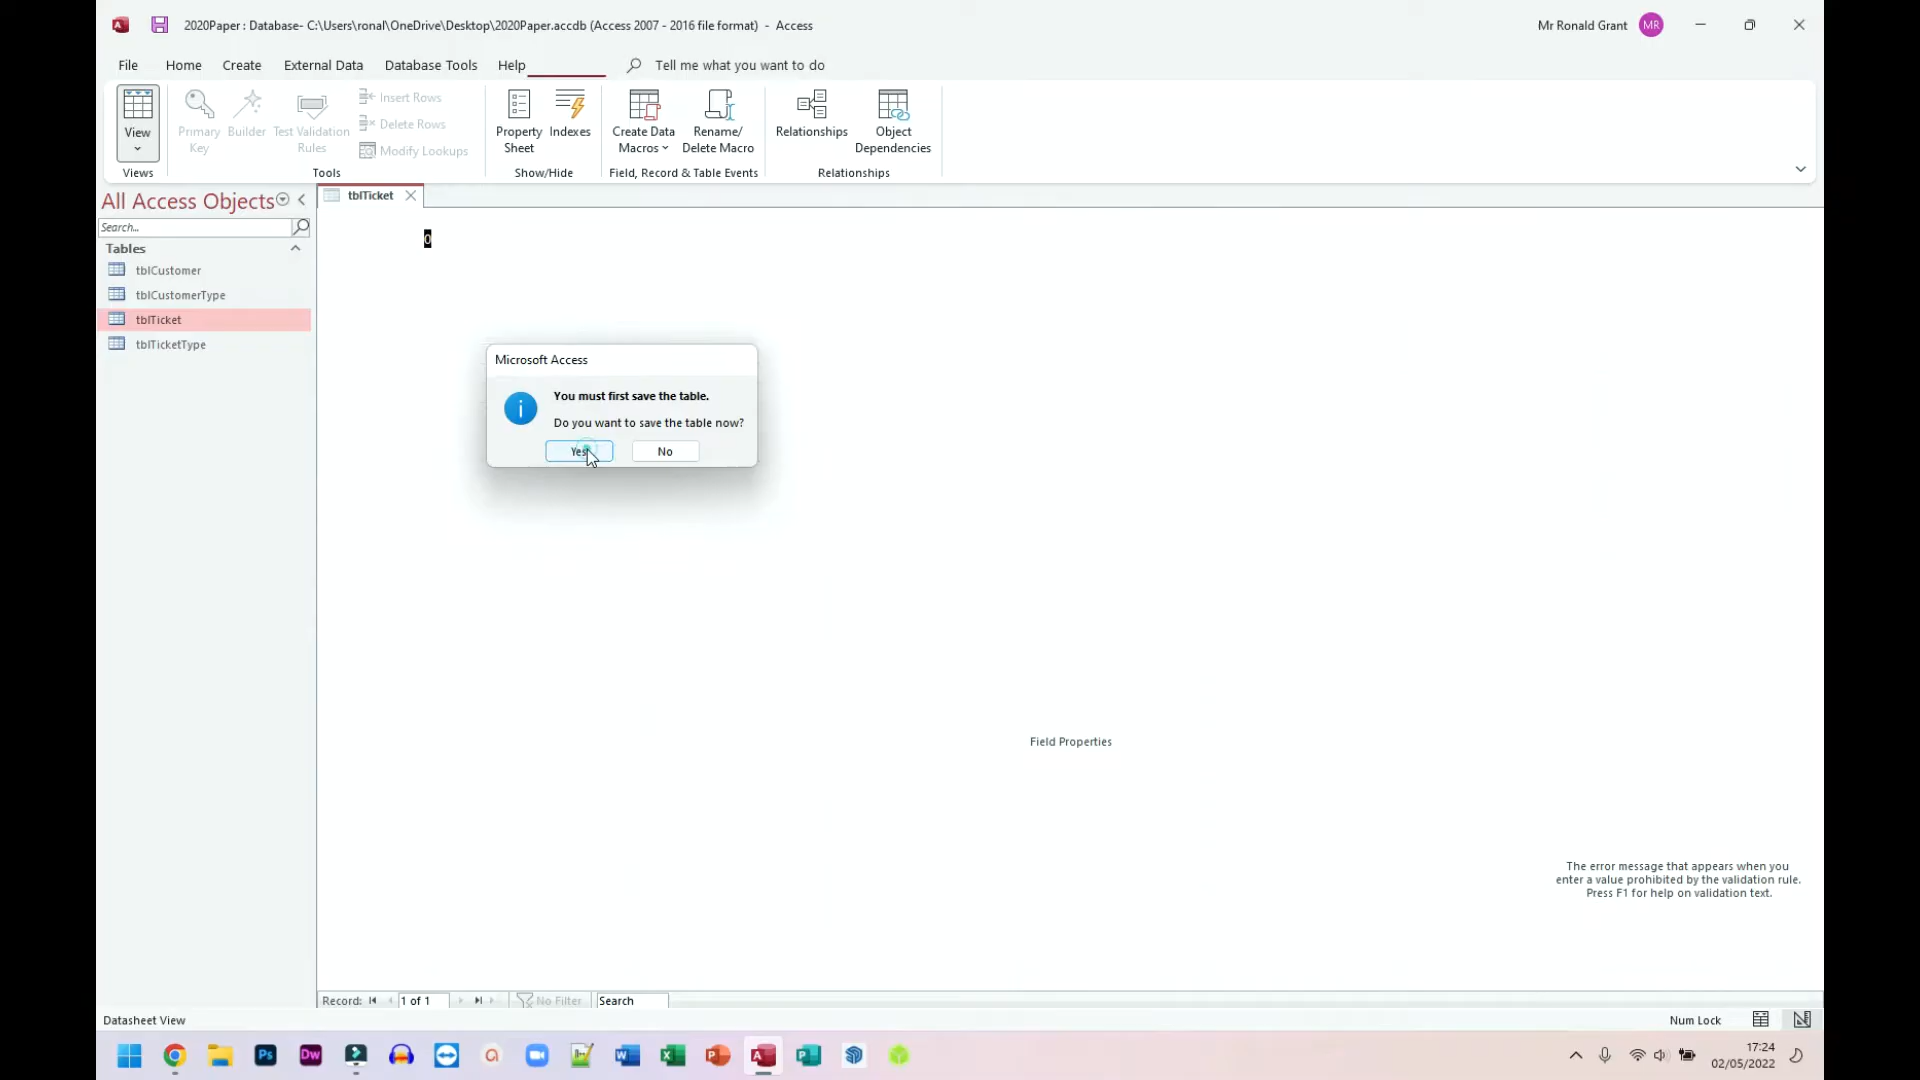 2020Paper : Database- C:\Users\ronal\OneDrive\Desktop\2020Paper.accdb (Access 2007 - 2016 file format) - Access
Mr Ronald Grant
MR
File Home Create External Data Database Tools Help Tell me what you want to do
View
Primary Key
Builder
Test Validation Rules
Insert Rows
Delete Rows
Modify Lookups
Property Sheet
Indexes
Create Data Macros
Rename/ Delete Macro
Relationships
Object Dependencies
Views Tools Show/Hide Field, Record & Table Events Relationships
All Access Objects
tblTicket
Search...
Tables
tblCustomer
tblCustomerType
tblTicket
tblTicketType
0
Microsoft Access
You must first save the table.
Do you want to save the table now?
Yes No
Field Properties
The error message that appears when you
enter a value prohibited by the validation rule.
Press F1 for help on validation text.
Record: 1 of 1 No Filter Search
Datasheet View
Num Lock
17:24
02/05/2022